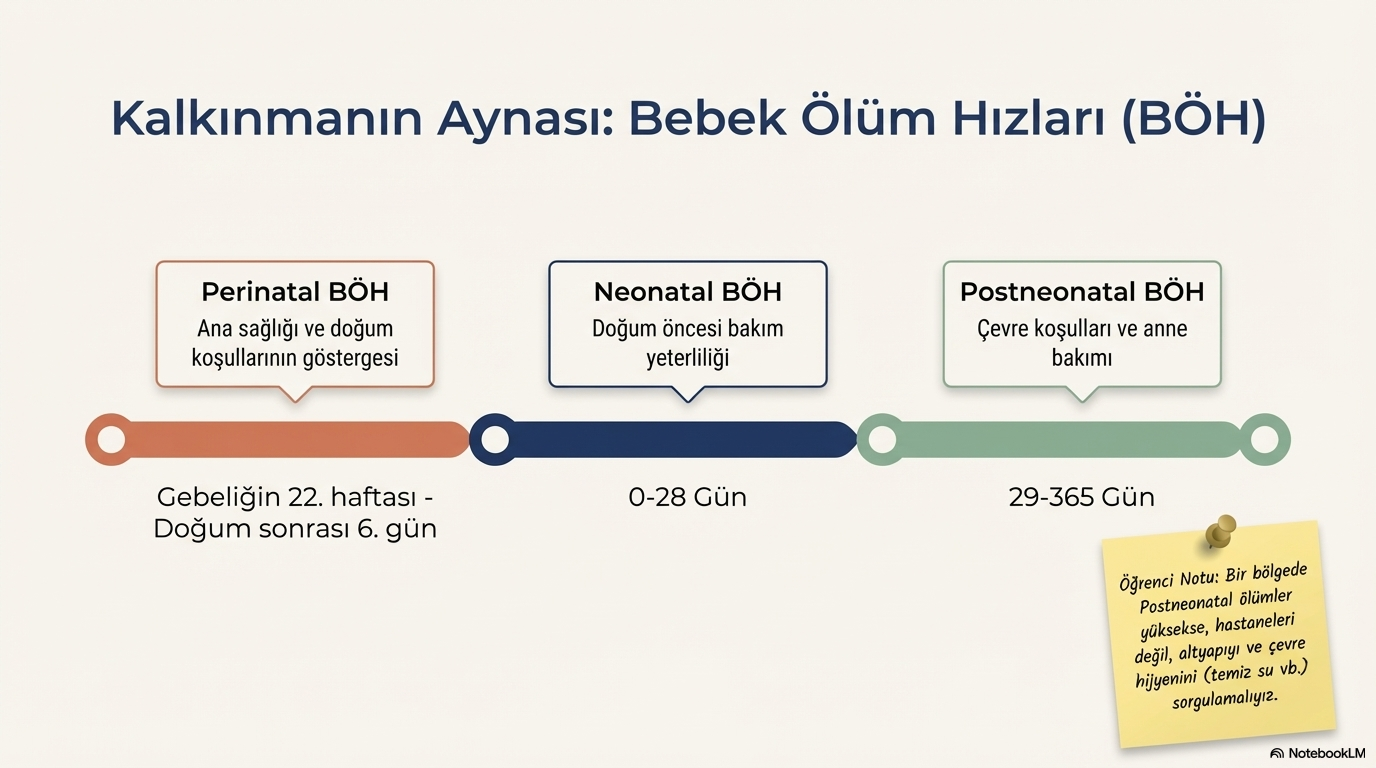 Kalkınmanın Aynası: Bebek Ölüm Hızları (BÖH)
Perinatal BÖH
Ana sağlığı ve doğum
koşullarının göstergesi
Neonatal BÖH
Doğum öncesi bakım
yeterliliği
Postneonatal BÖH
Çevre koşulları ve anne
bakımı
Gebeliğin 22. haftası -
Doğum sonrası 6. gün
0-28 Gün
29-365 Gün
Öğrenci Notu: Bir bölgede
Postneonatal ölümler
yüksekse, hastaneleri
değil, altyapıyı ve çevre
hijyenini (temiz su vb.)
sorgulamalıyız.
NotebookLM